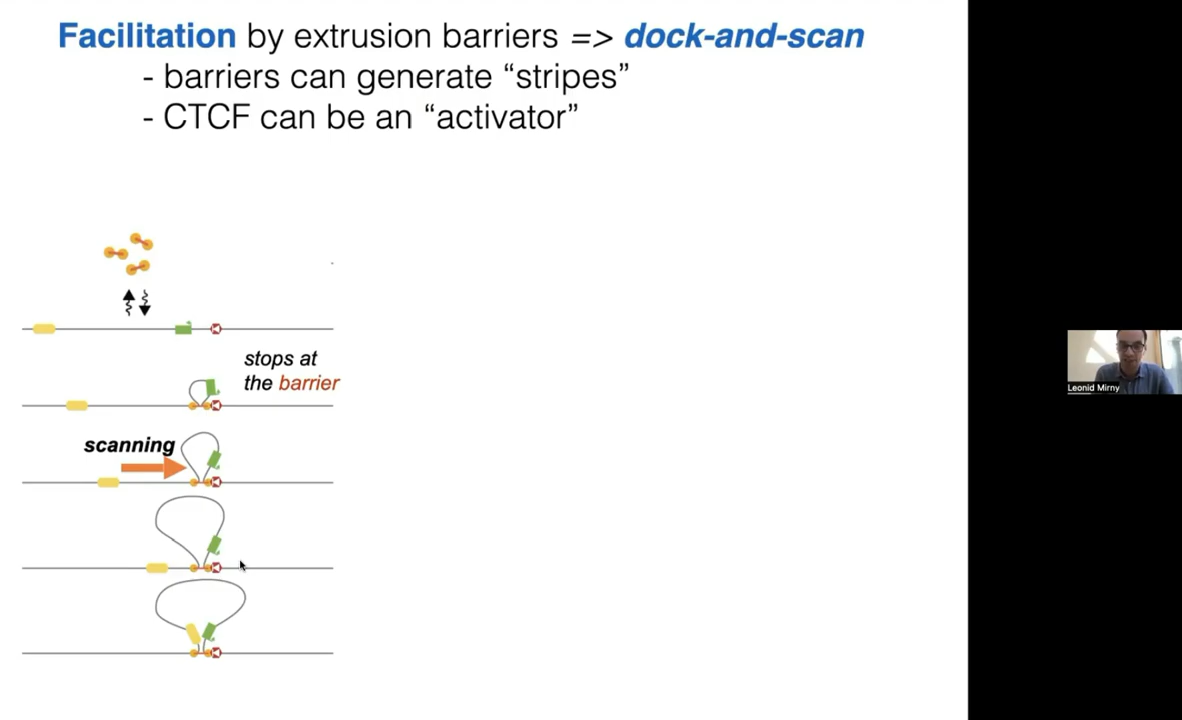 Facilitation by extrusion barriers => dock-and-scan
- barriers can generate “stripes”
- CTCF can be an “activator”
stops at
the barrier
scanning
Leonid Mirny